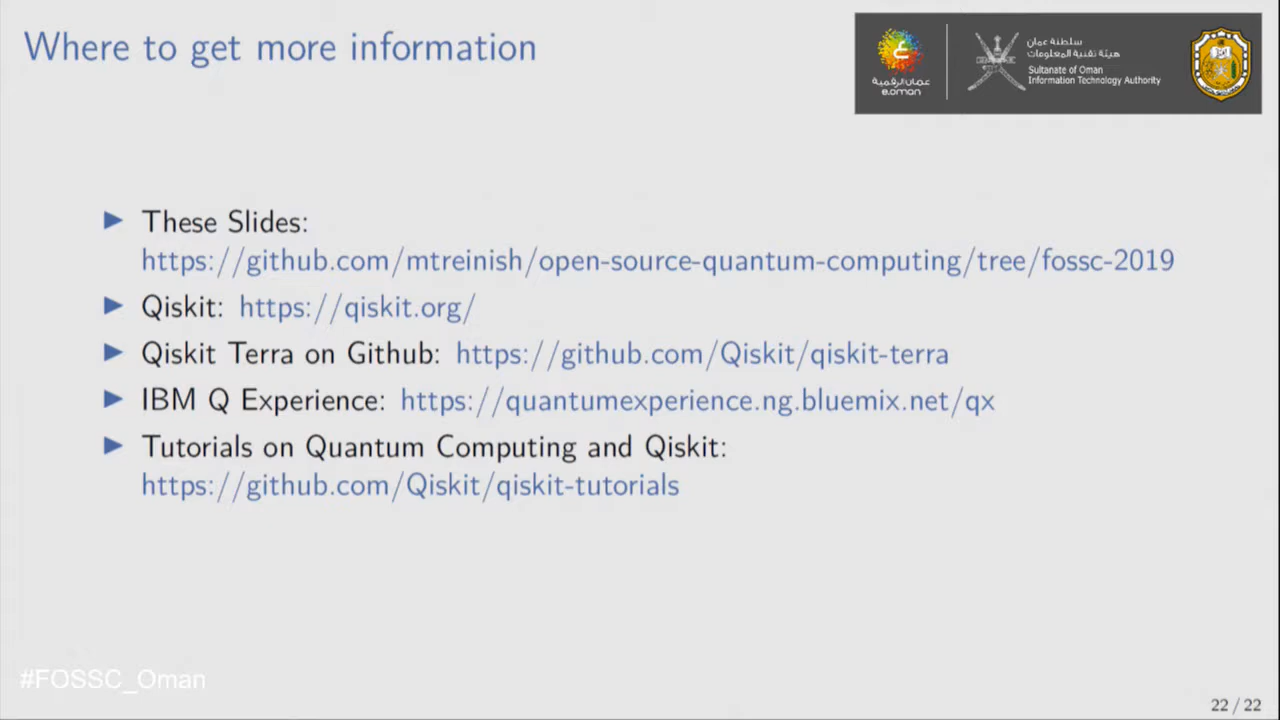 Where to get more information
عمان الرقمية
e.oman
سلطنة عمان
هيئة تقنية المعلومات
Sultanate of Oman
Information Technology Authority
▶ These Slides:
https://github.com/mtreinish/open-source-quantum-computing/tree/fossc-2019
▶ Qiskit: https://qiskit.org/
▶ Qiskit Terra on Github: https://github.com/Qiskit/qiskit-terra
▶ IBM Q Experience: https://quantumexperience.ng.bluemix.net/qx
▶ Tutorials on Quantum Computing and Qiskit:
https://github.com/Qiskit/qiskit-tutorials
#FOSSC_Oman
22 / 22